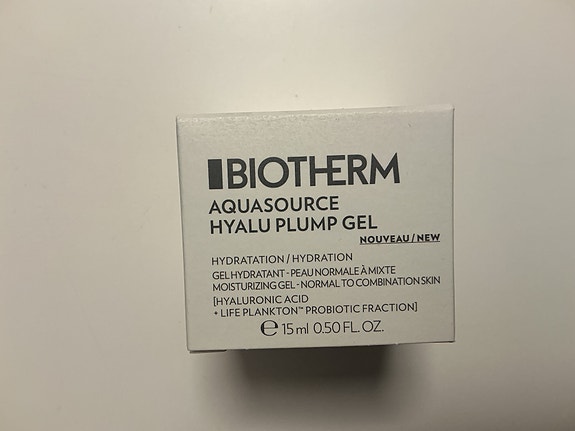 BIOTHERM
AQUASOURCE
HYALU PLUMP GEL
NOUVEAU / NEW
HYDRATATION / HYDRATION
GEL HYDRATANT - PEAU NORMALE À MIXTE
MOISTURIZING GEL - NORMAL TO COMBINATION SKIN
[HYALURONIC ACID
+ LIFE PLANKTON™ PROBIOTIC FRACTION]
℮ 15 ml 0.50 FL. OZ.